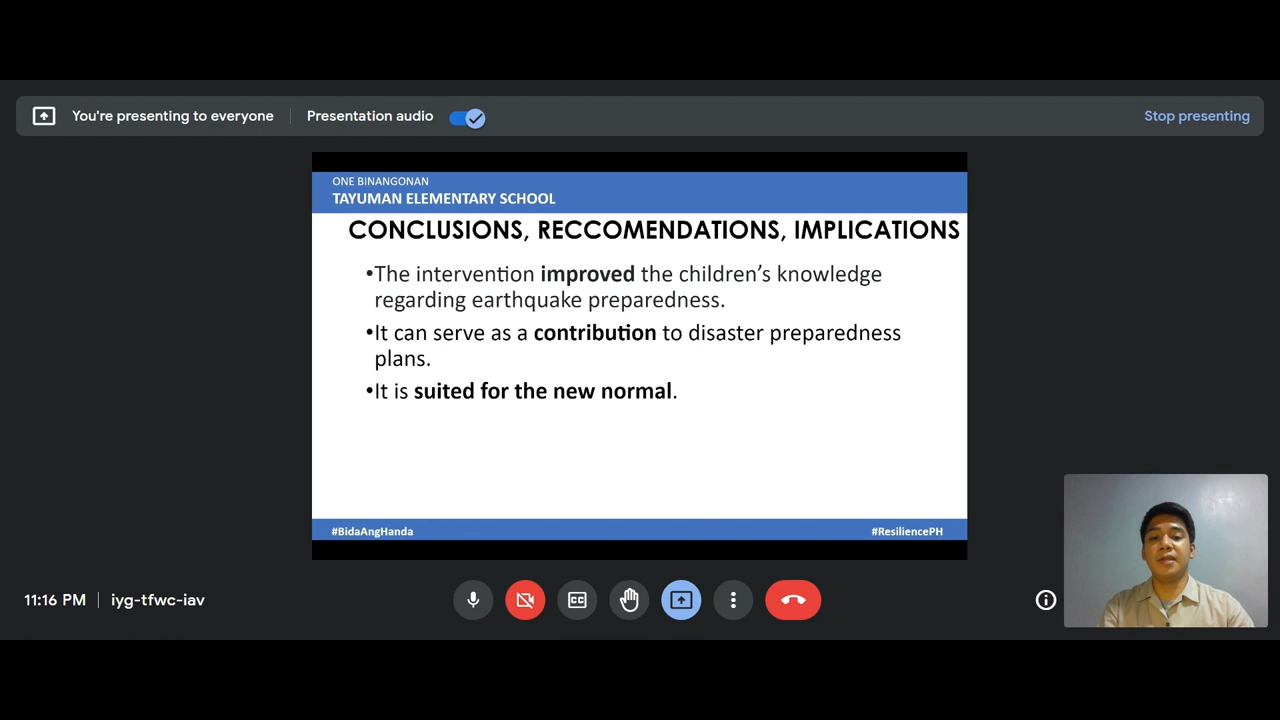 You're presenting to everyone
Presentation audio
Stop presenting
ONE BINANGONAN
TAYUMAN ELEMENTARY SCHOOL
CONCLUSIONS, RECCOMENDATIONS, IMPLICATIONS
•The intervention improved the children's knowledge
regarding earthquake preparedness.
•It can serve as a contribution to disaster preparedness
plans.
•It is suited for the new normal.
#BidaAngHanda
#ResiliencePH
11:16 PM
iyg-tfwc-iav
CC